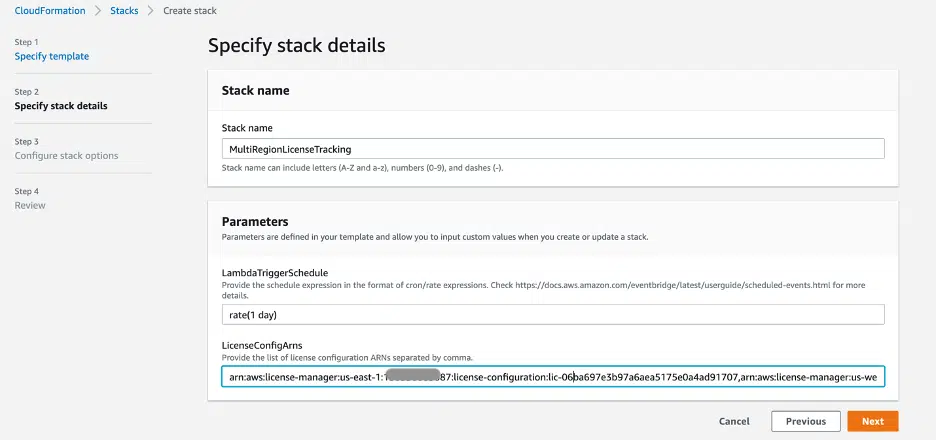 CloudFormation > Stacks > Create stack
Step 1
Specify template
Step 2
Specify stack details
Step 3
Configure stack options
Step 4
Review
Specify stack details
Stack name
Stack name
MultiRegionLicenseTracking
Stack name can include letters (A-Z and a-z), numbers (0-9), and dashes (-).
Parameters
Parameters are defined in your template and allow you to input custom values when you create or update a stack.
LambdaTriggerSchedule
Provide the schedule expression in the format of cron/rate expressions. Check https://docs.aws.amazon.com/eventbridge/latest/userguide/scheduled-events.html for more
details.
rate(1 day)
LicenseConfigArns
Provide the list of license configuration ARNs separated by comma.
arn:aws:license-manager:us-east-1: 87:license-configuration:lic-06ba697e3b97a6aea5175e0a4ad91707,arn:aws:license-manager:us-we
Cancel
Previous
Next